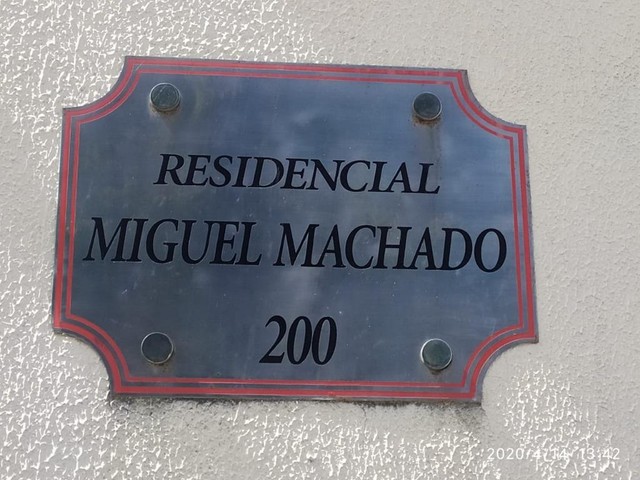 RESIDENCIAL
MIGUEL MACHADO
200
2020/4/14 13:42